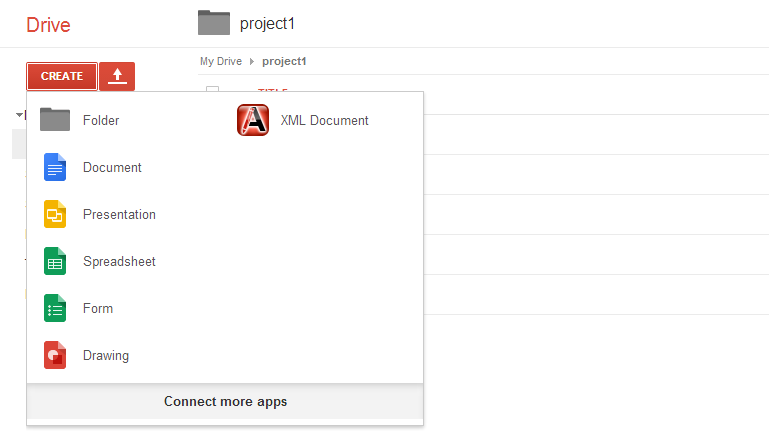 Drive
project1
My Drive project1
CREATE
TITLE
Folder
XML Document
Document
Presentation
Spreadsheet
Form
Drawing
Connect more apps